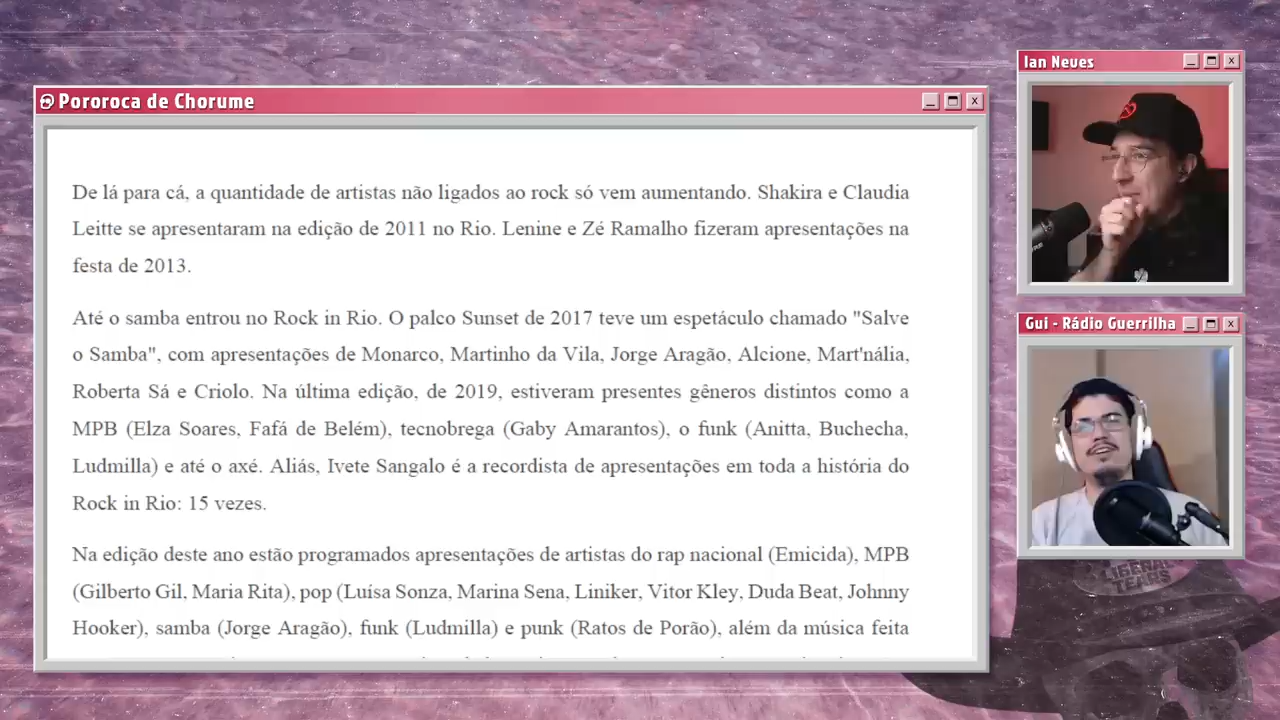 Pororoca de Chorume
De lá para cá, a quantidade de artistas não ligados ao rock só vem aumentando. Shakira e Claudia
Leitte se apresentaram na edição de 2011 no Rio. Lenine e Zé Ramalho fizeram apresentações na
festa de 2013.
Até o samba entrou no Rock in Rio. O palco Sunset de 2017 teve um espetáculo chamado "Salve
o Samba", com apresentações de Monarco, Martinho da Vila, Jorge Aragão, Alcione, Mart'nália,
Roberta Sá e Criolo. Na última edição, de 2019, estiveram presentes gêneros distintos como a
MPB (Elza Soares, Fafá de Belém), tecnobrega (Gaby Amarantos), o funk (Anitta, Buchecha,
Ludmilla) e até o axé. Aliás, Ivete Sangalo é a recordista de apresentações em toda a história do
Rock in Rio: 15 vezes.
Na edição deste ano estão programados apresentações de artistas do rap nacional (Emicida), MPB
(Gilberto Gil, Maria Rita), pop (Luísa Sonza, Marina Sena, Liniker, Vitor Kley, Duda Beat, Johnny
Hooker), samba (Jorge Aragão), funk (Ludmilla) e punk (Ratos de Porão), além da música feita
Ian Neves
Gui - Rádio Guerrilha
LIBERAL
TEARS